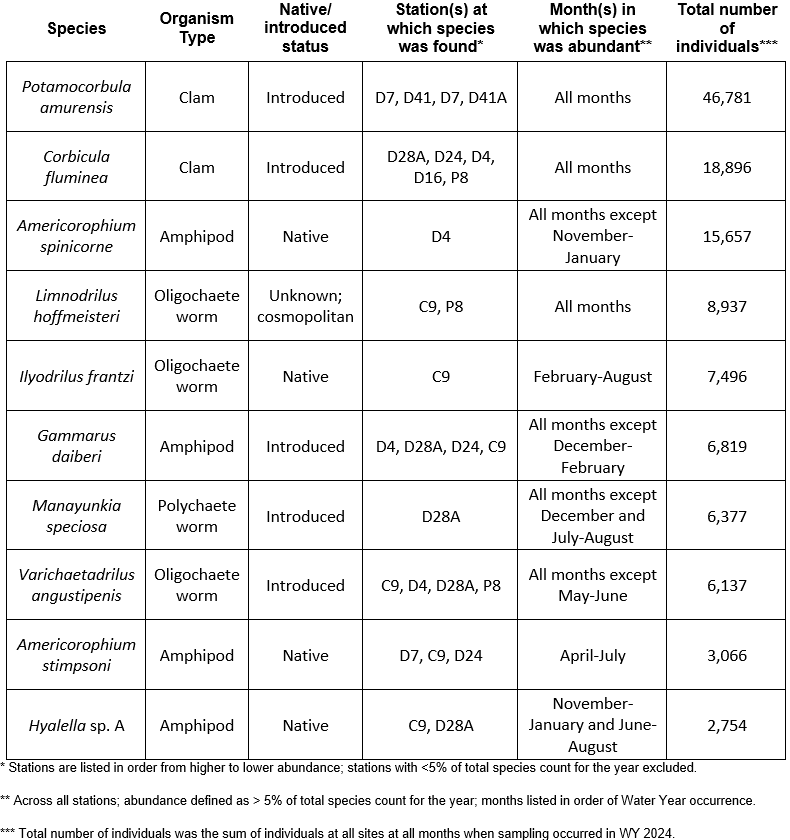 Species
Organism
Type
Native/
introduced
status
Station(s) at
which species
was found*
Month(s) in
which species
was abundant**
Total number
of
individuals***
Potamocorbula
amurensis
Clam
Introduced
D7, D41, D7, D41A
All months
46,781
Corbicula
fluminea
Clam
Introduced
D28A, D24, D4,
D16, P8
All months
18,896
Americorophium
spinicorne
Amphipod
Native
D4
All months except
November-
January
15,657
Limnodrilus
hoffmeisteri
Oligochaete
worm
Unknown;
cosmopolitan
C9, P8
All months
8,937
Ilyodrilus frantzi
Oligochaete
worm
Native
C9
February-August
7,496
Gammarus
daiberi
Amphipod
Introduced
D4, D28A, D24, C9
All months except
December-
February
6,819
Manayunkia
speciosa
Polychaete
worm
Introduced
D28A
All months except
December and
July-August
6,377
Varichaetadrilus
angustipenis
Oligochaete
worm
Introduced
C9, D4, D28A, P8
All months except
May-June
6,137
Americorophium
stimpsoni
Amphipod
Native
D7, C9, D24
April-July
3,066
Hyalella sp. A
Amphipod
Native
C9, D28A
November-
January and June-
August
2,754
* Stations are listed in order from higher to lower abundance; stations with <5% of total species count for the year excluded.
** Across all stations; abundance defined as > 5% of total species count for the year; months listed in order of Water Year occurrence.
*** Total number of individuals was the sum of individuals at all sites at all months when sampling occurred in WY 2024.